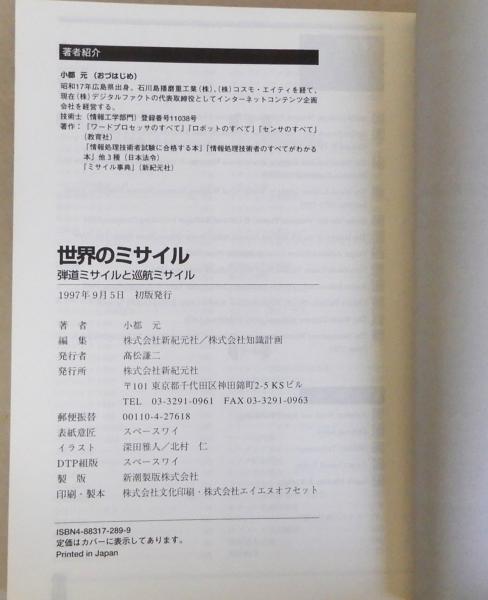 著者紹介
小都 元（おづはじめ）
昭和17年広島県出身。石川島播磨重工業（株）、（株）コスモ・エイティを経て、
現在（株）デジタルファクトの代表取締役としてインターネットコンテンツ企画
会社を経営する。
技術士（情報工学部門）登録番号11038号
著作：『ワードプロセッサのすべて』『ロボットのすべて』『センサのすべて』
（教育社）
『情報処理技術者試験に合格する本』『情報処理技術者のすべてがわかる
本』他3種（日本法令）
『ミサイル事典』（新紀元社）
世界のミサイル
弾道ミサイルと巡航ミサイル
1997年9月5日　初版発行
著　者　小都　元
編　集　株式会社新紀元社／株式会社知識計画
発行者　髙松謙二
発行所　株式会社新紀元社
〒101 東京都千代田区神田錦町2-5 KSビル
TEL　03-3291-0961　FAX 03-3291-0963
郵便振替　00110-4-27618
表紙意匠　スペースワイ
イラスト　深田雅人／北村　仁
DTP組版　スペースワイ
製　版　新潮製版株式会社
印刷・製本　株式会社文化印刷・株式会社エイエヌオフセット
ISBN4-88317-289-9
定価はカバーに表示してあります。
Printed in Japan